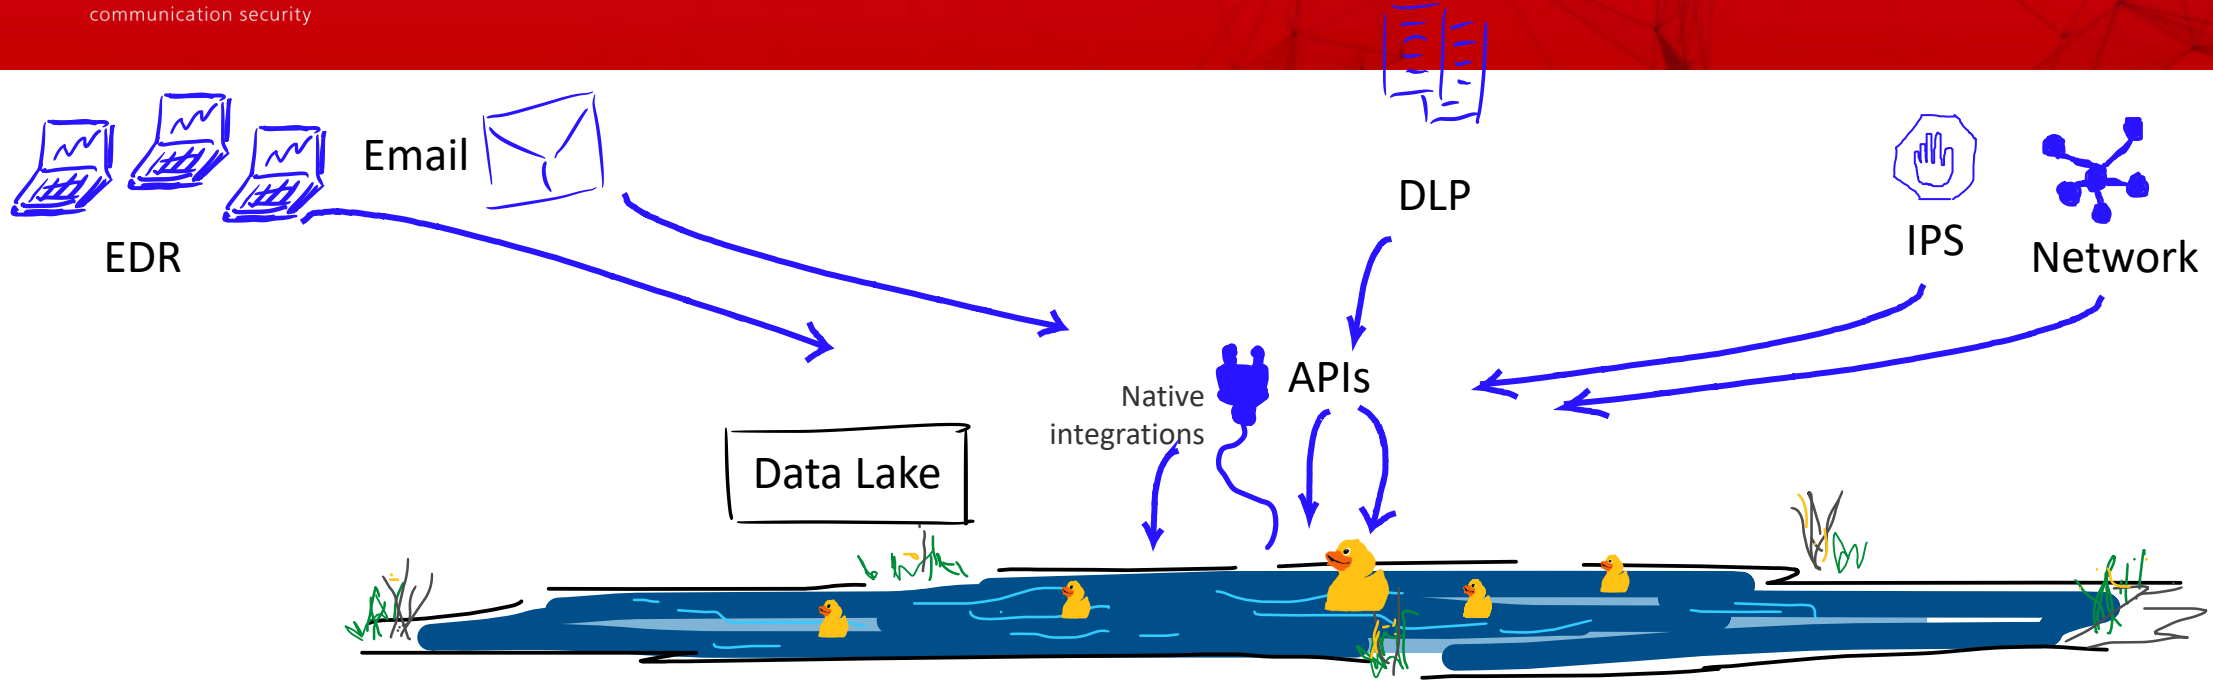 communication security
Email
EDR
DLP
IPS
Network
APIs
Native
integrations
Data Lake